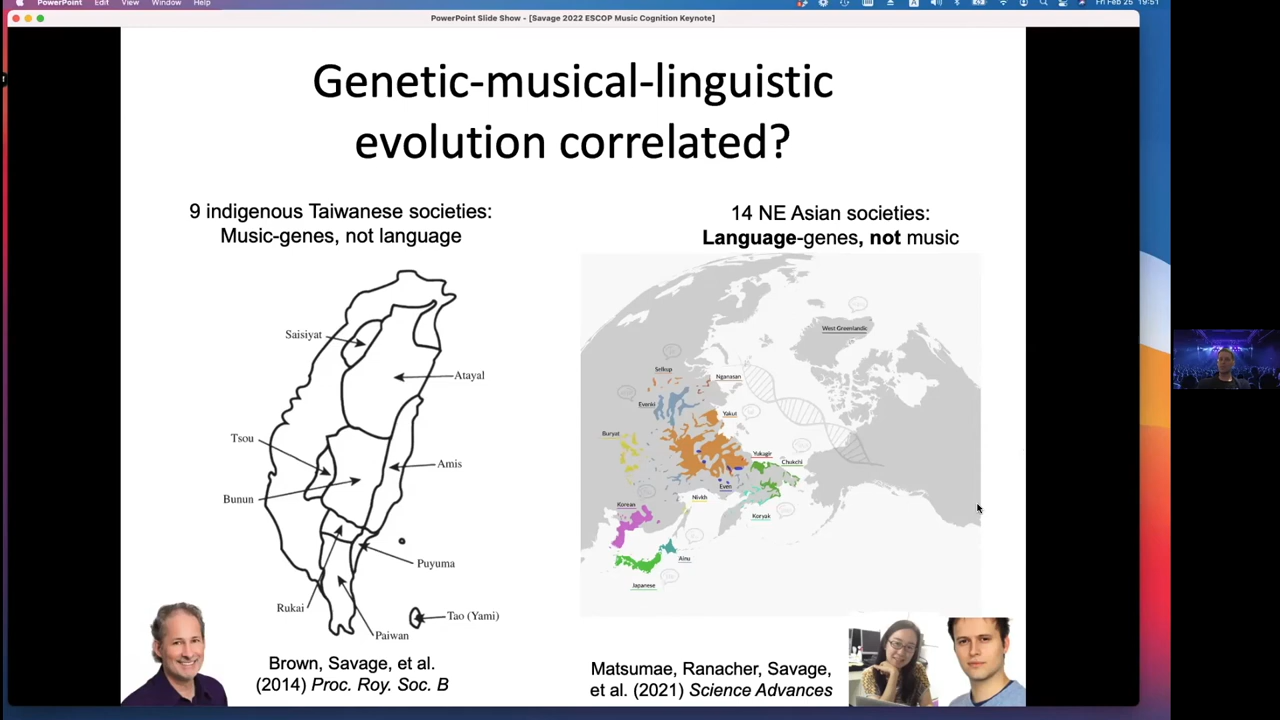 PowerPoint Edit View Window Help
Fri Feb 25 19:51
PowerPoint Slide Show - [Savage 2022 ESCOP Music Cognition Keynote]
Genetic-musical-linguistic
evolution correlated?
9 indigenous Taiwanese societies:
Music-genes, not language
14 NE Asian societies:
Language-genes, not music
Saisiyat
Atayal
Tsou
Amis
Bunun
Puyuma
Rukai
Tao (Yami)
Paiwan
West Greenlandic
Selkup
Nganasan
Evenki
Yakut
Buryat
Yukagir
Chukchi
Even
Nivkh
Korean
Koryak
Ainu
Japanese
Brown, Savage, et al.
(2014) Proc. Roy. Soc. B
Matsumae, Ranacher, Savage,
et al. (2021) Science Advances